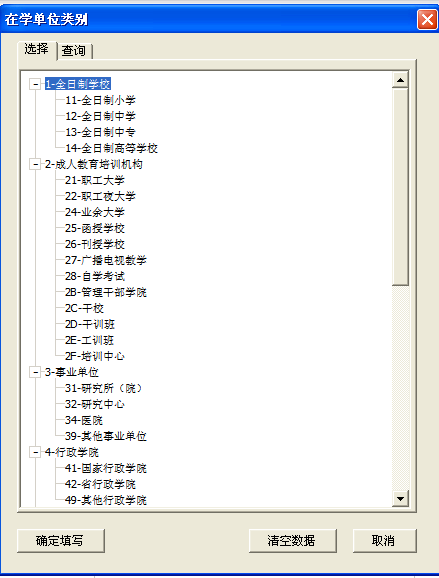 在学单位类别
选择 查询
1-全日制学校
11-全日制小学
12-全日制中学
13-全日制中专
14-全日制高等学校
2-成人教育培训机构
21-职工大学
22-职工夜大学
24-业余大学
25-函授学校
26-刊授学校
27-广播电视教学
28-自学考试
2B-管理干部学院
2C-干校
2D-干训班
2E-工训班
2F-培训中心
3-事业单位
31-研究所（院）
32-研究中心
34-医院
39-其他事业单位
4-行政学院
41-国家行政学院
42-省行政学院
49-其他行政学院
确定填写 清空数据 取消